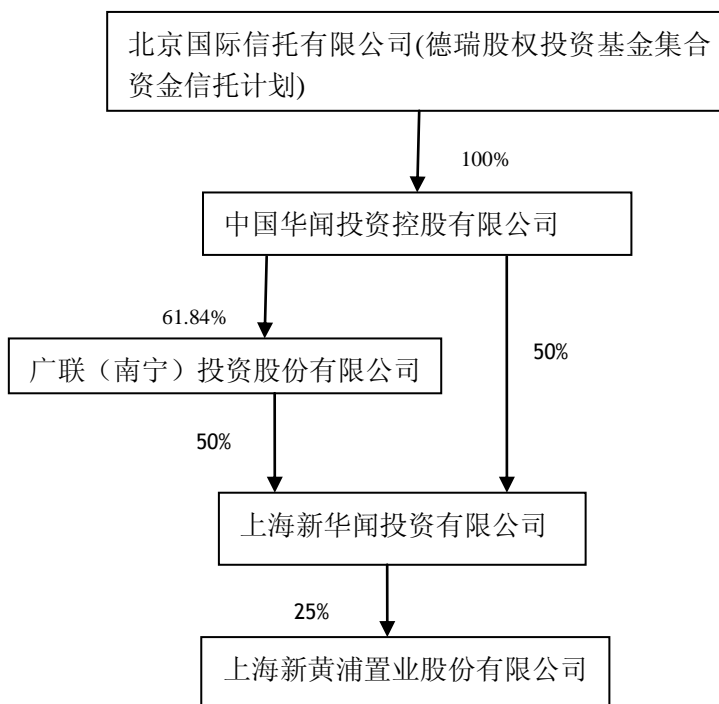 北京国际信托有限公司(德瑞股权投资基金集合
资金信托计划)
100%
中国华闻投资控股有限公司
61.84%
50%
广联（南宁）投资股份有限公司
50%
上海新华闻投资有限公司
25%
上海新黄浦置业股份有限公司